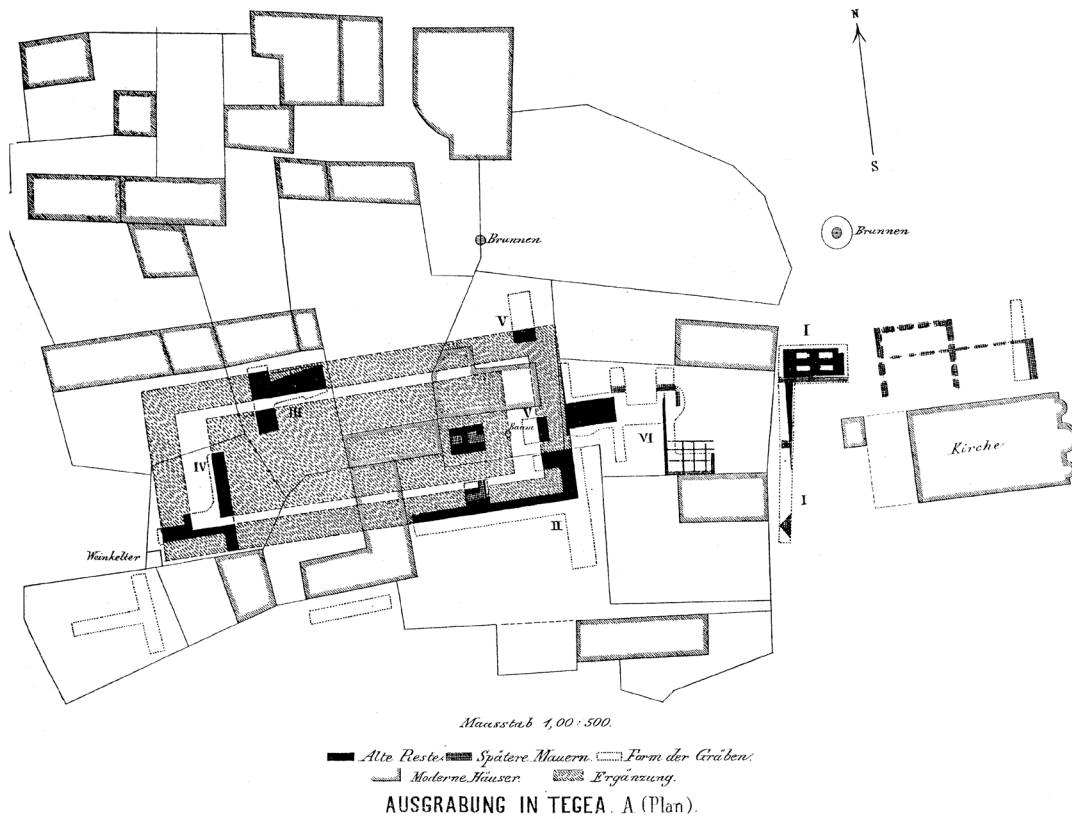 N
S
Brunnen
Brunnen
V
I
III
V
Baum
VI
Kirche
IV
I
II
Weinkelter
Maasstab 1,00:500.
Alte Reste. Spätere Mauern. Form der Gräben.
Moderne Häuser. Ergänzung.
AUSGRABUNG IN TEGEA. A (Plan).